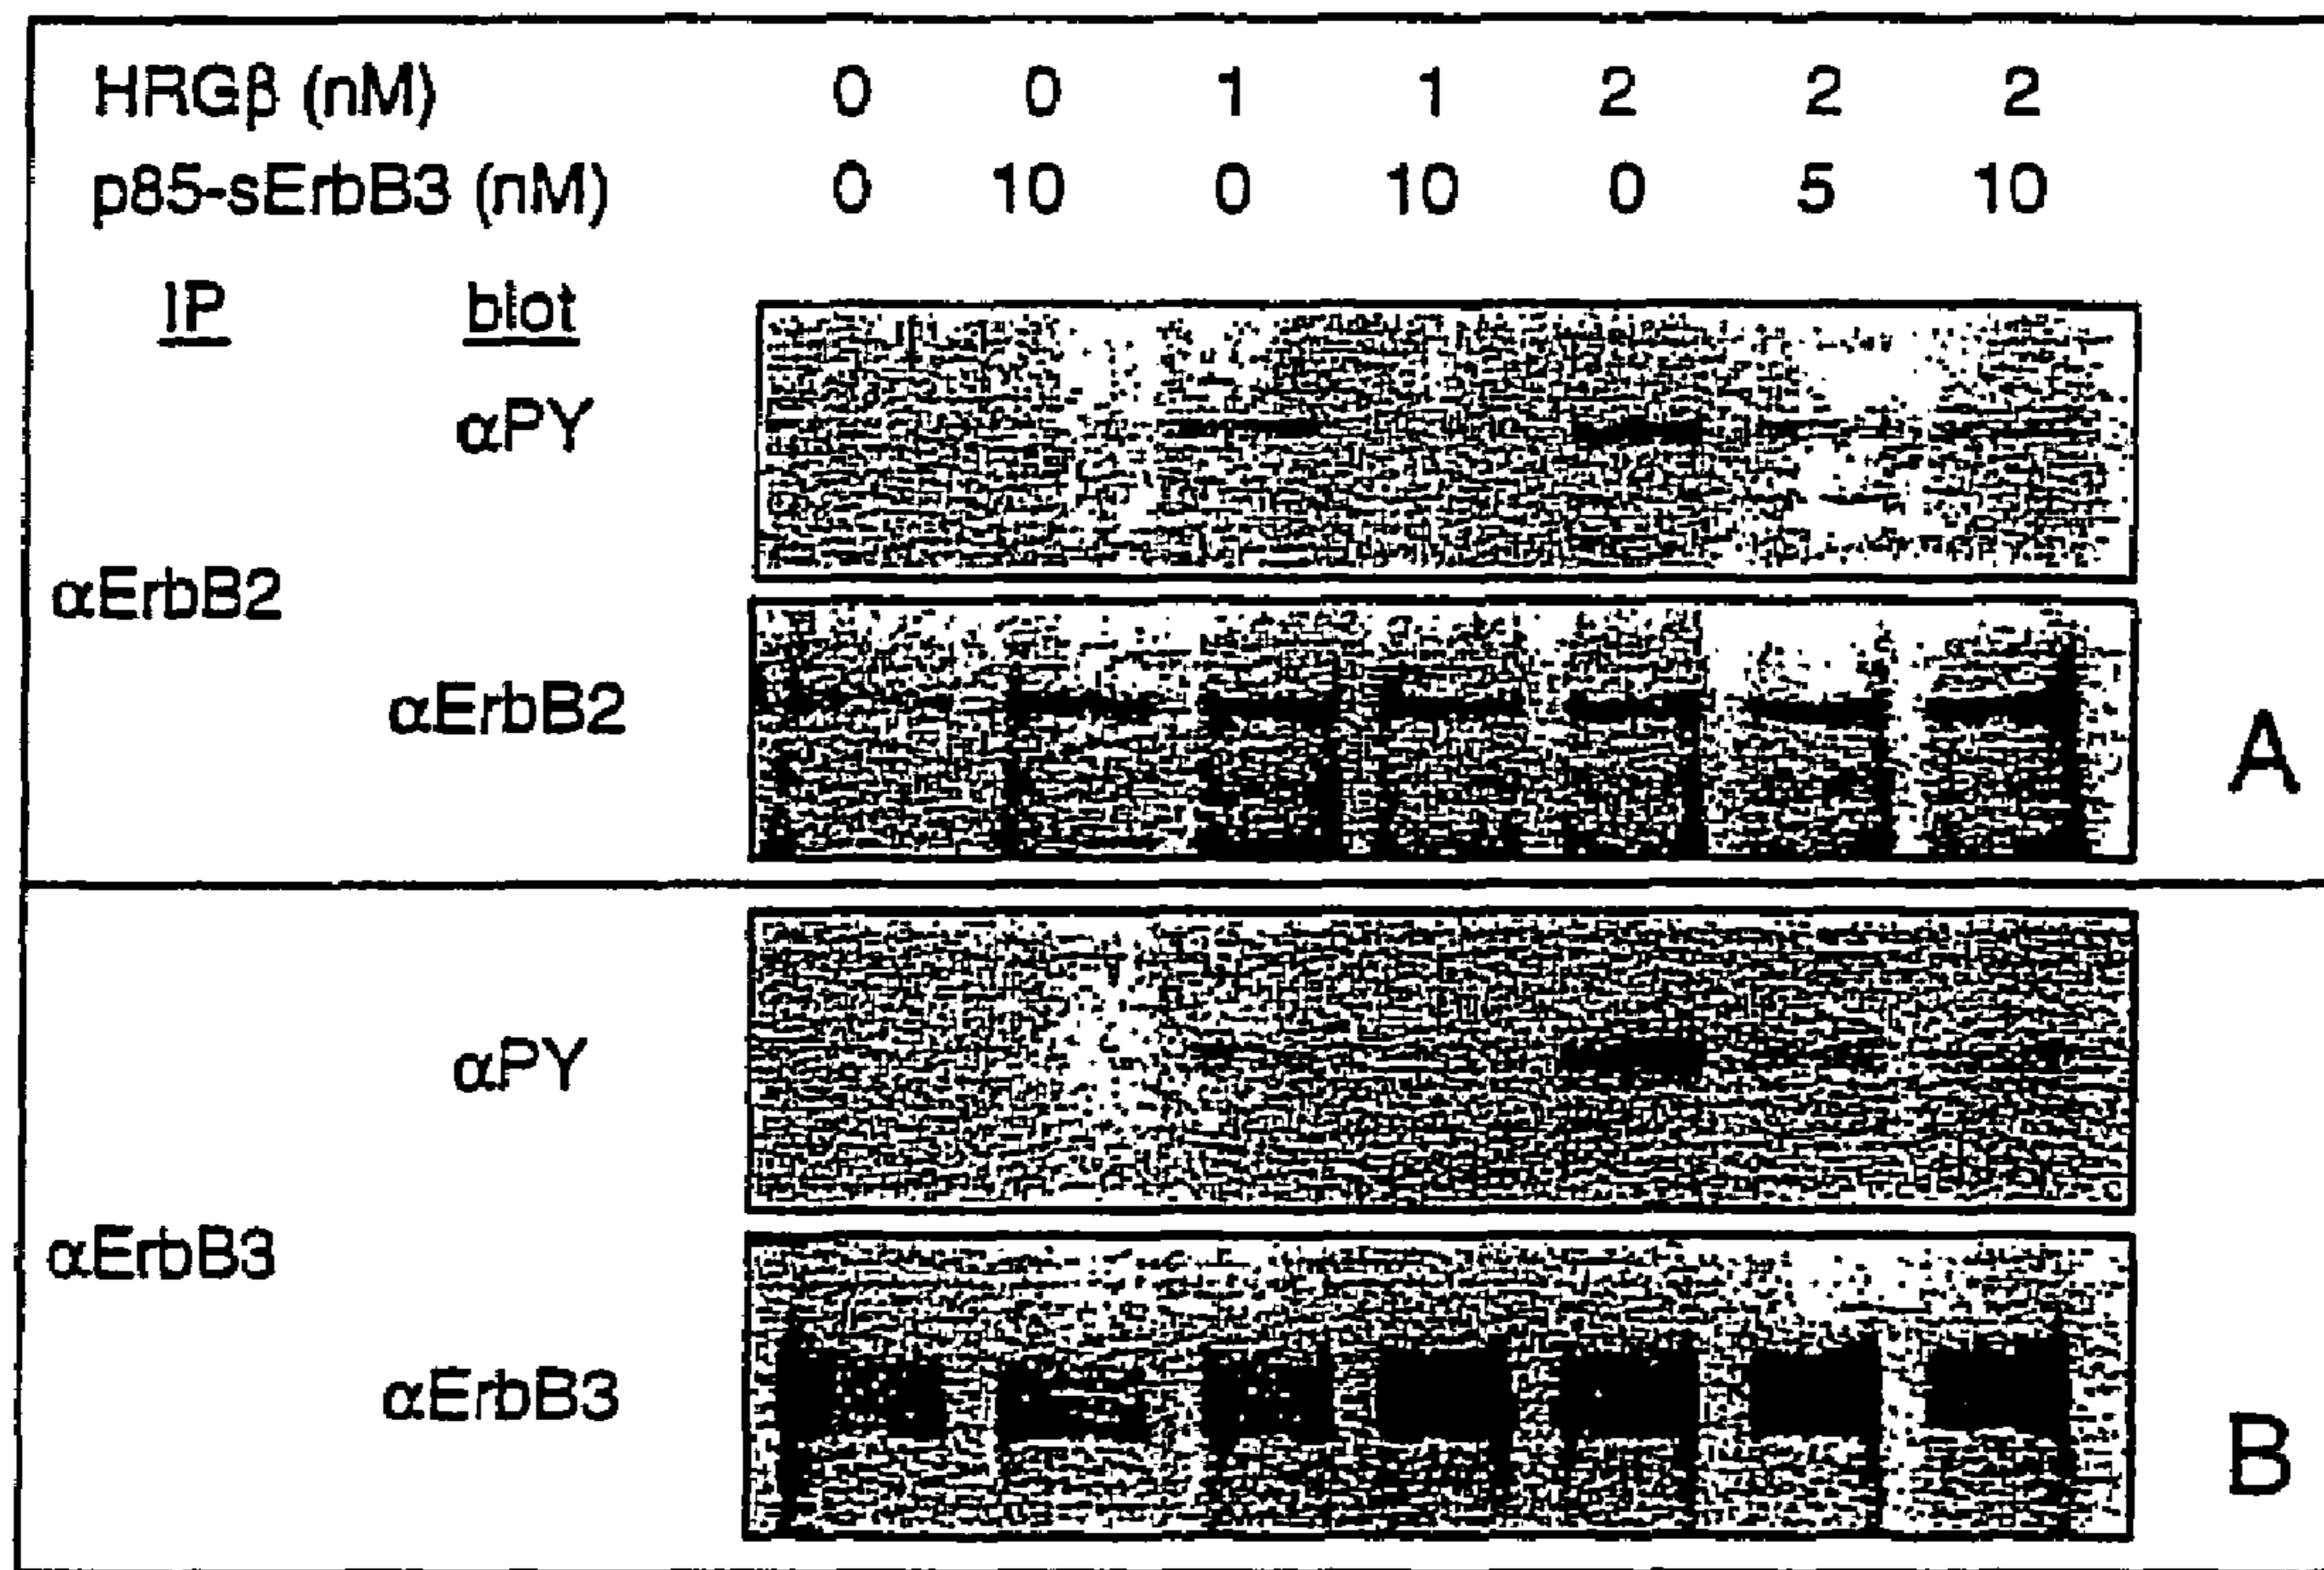 HRGβ (nM) 0 0 1 1 2 2 2
p85-sErbB3 (nM) 0 10 0 10 0 5 10
IP blot
αPY
αErbB2
αErbB2
A
αPY
αErbB3
αErbB3
B